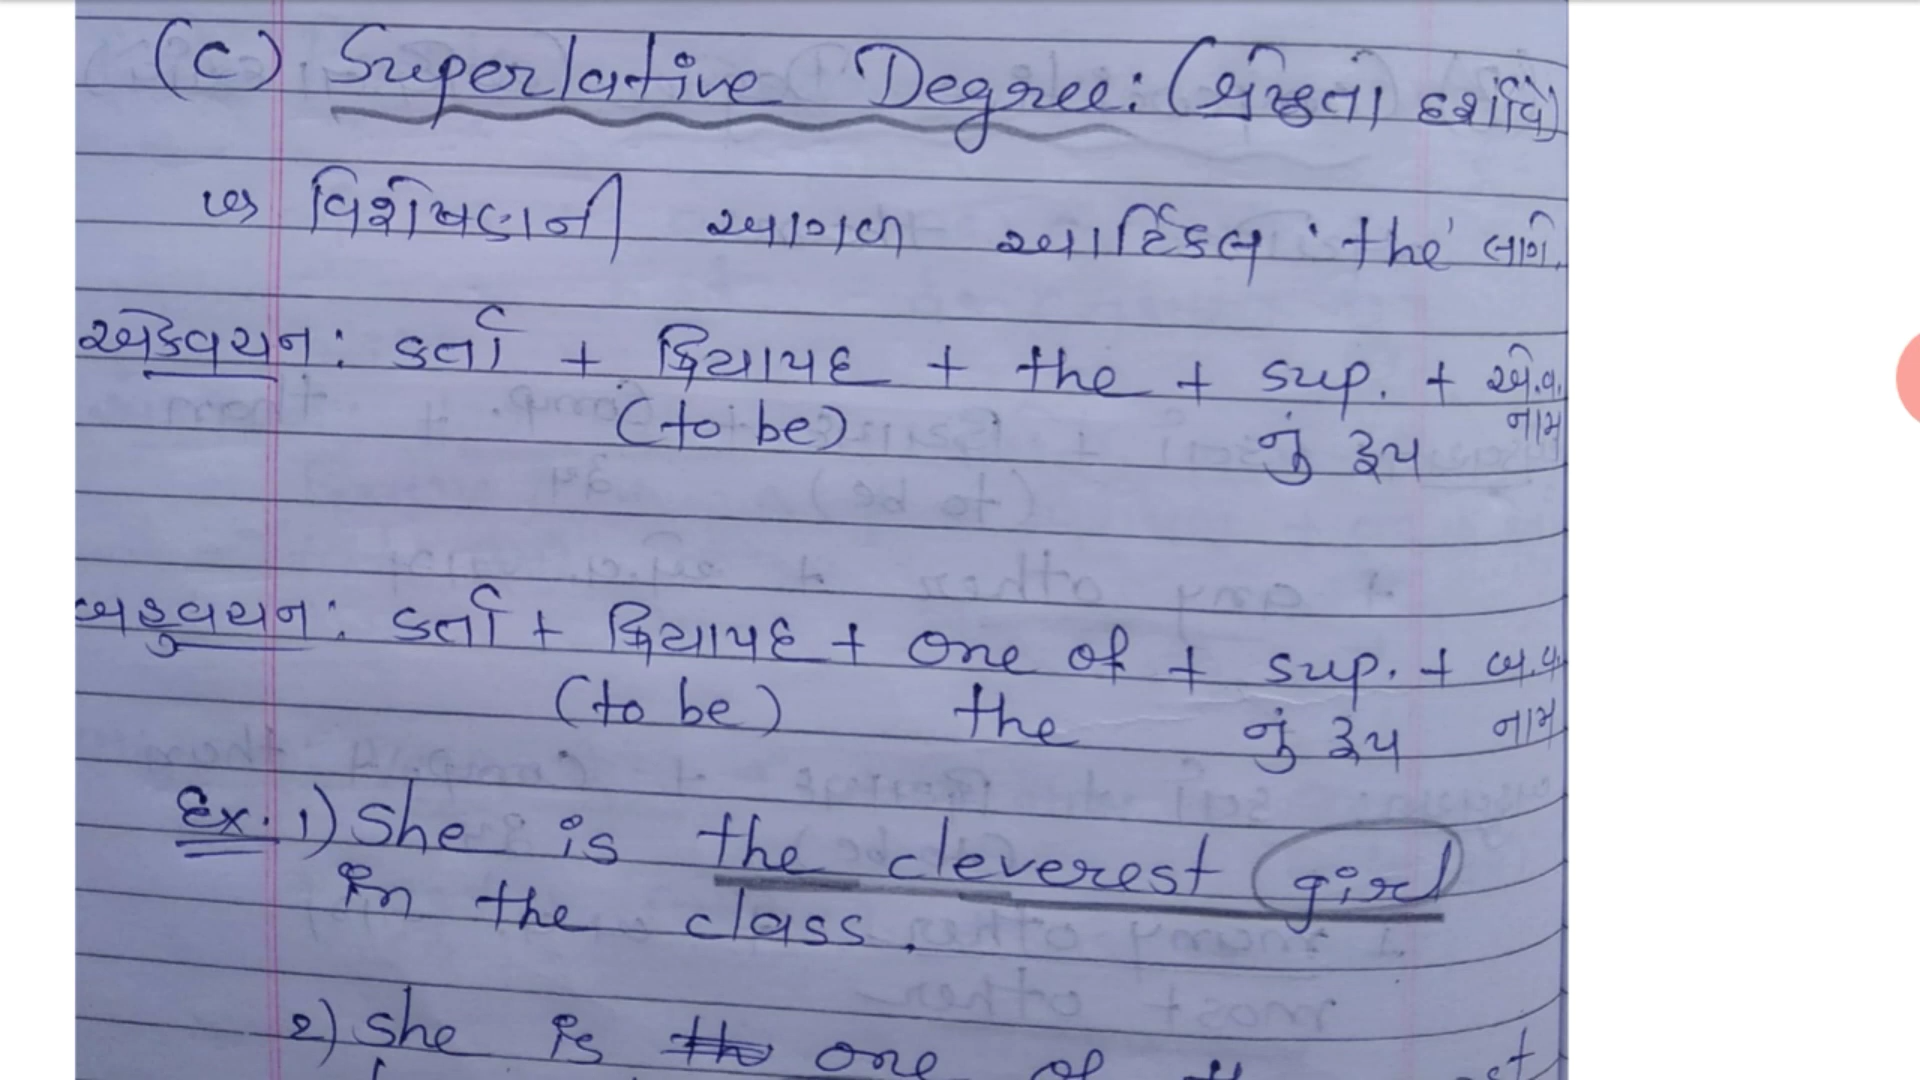 (C) Superlative Degree: (શ્રેષ્ઠતા દર્શાવે)
વિશેષણની આગળ આર્ટિકલ 'the' લાગે.
એકવચન: કર્તા + ક્રિયાપદ + the + sup. + એ.વ.
(to be) નું રૂપ નામ
બહુવચન: કર્તા + ક્રિયાપદ + one of + sup. + બ.વ.
(to be) the નું રૂપ નામ
Ex. 1) She is the cleverest girl
in the class.
2) She is one of